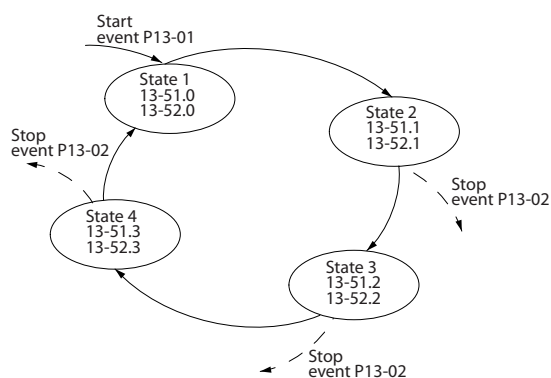 Start
event P13-01
State 1
13-51.0
13-52.0
State 2
13-51.1
13-52.1
Stop
event P13-02
Stop
event P13-02
State 4
13-51.3
13-52.3
State 3
13-51.2
13-52.2
Stop
event P13-02
130BA062.14